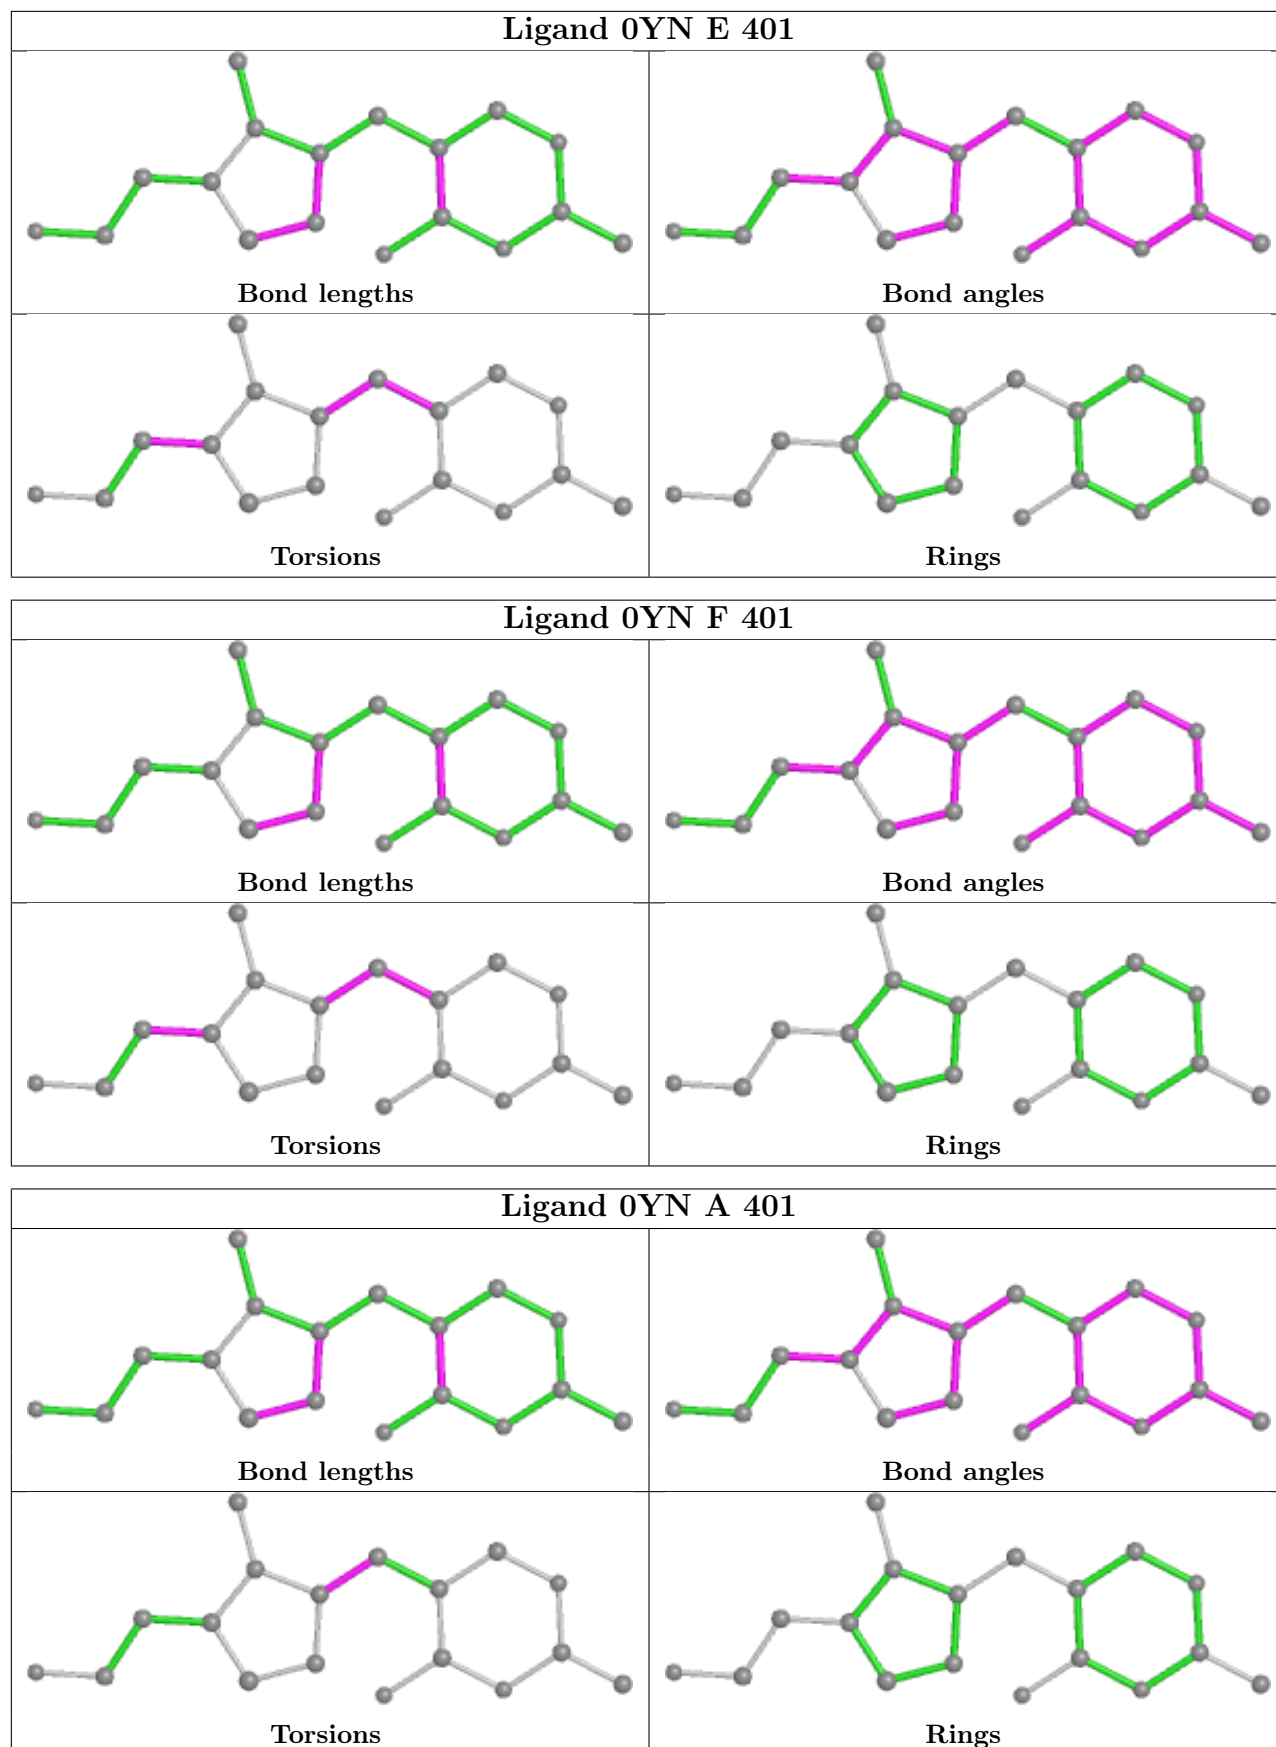 Ligand 0YN E 401
Bond lengths
Bond angles
Torsions
Rings
Ligand 0YN F 401
Bond lengths
Bond angles
Torsions
Rings
Ligand 0YN A 401
Bond lengths
Bond angles
Torsions
Rings